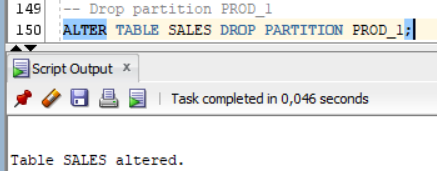 149
-- Drop partition PROD_1
150
ALTER TABLE SALES DROP PARTITION PROD_1;
Script Output x
Task completed in 0,046 seconds
Table SALES altered.